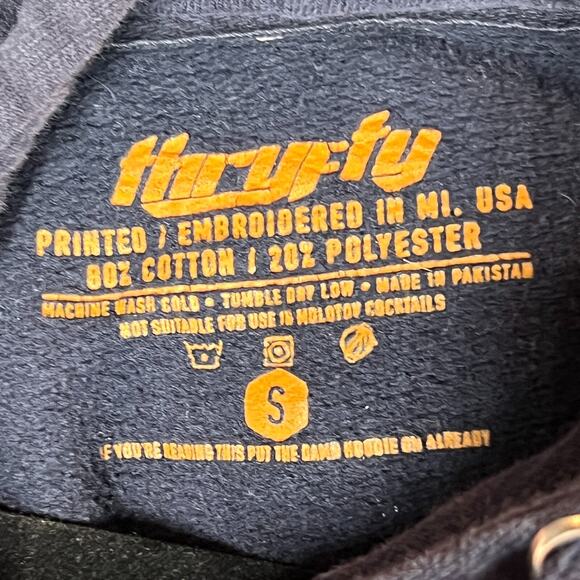 thryfty
PRINTED / EMBROIDERED IN MI. USA
80% COTTON / 20% POLYESTER
MACHINE WASH COLD • TUMBLE DRY LOW • MADE IN PAKISTAN
NOT SUITABLE FOR USE IN MOLOTOV COCKTAILS
S
IF YOU'RE READING THIS PUT THE DAMN HOODIE ON ALREADY